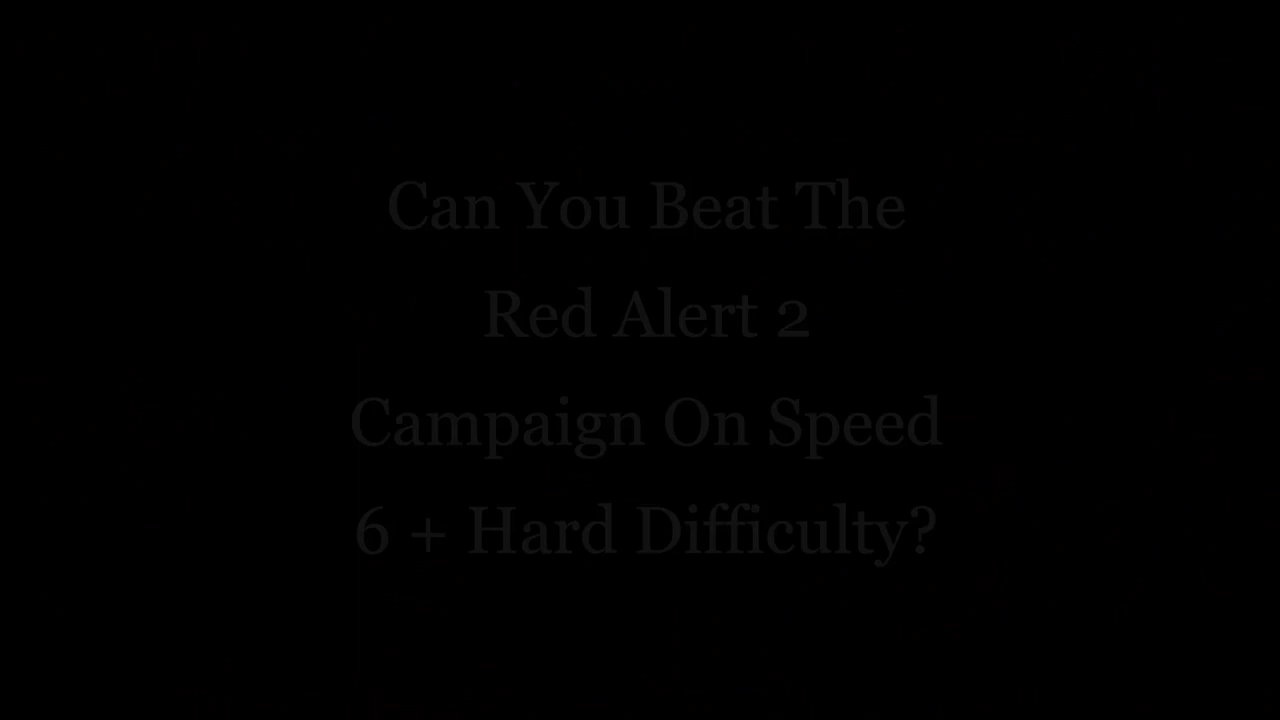 Can You Beat The
Red Alert 2
Campaign On Speed
6 + Hard Difficulty?